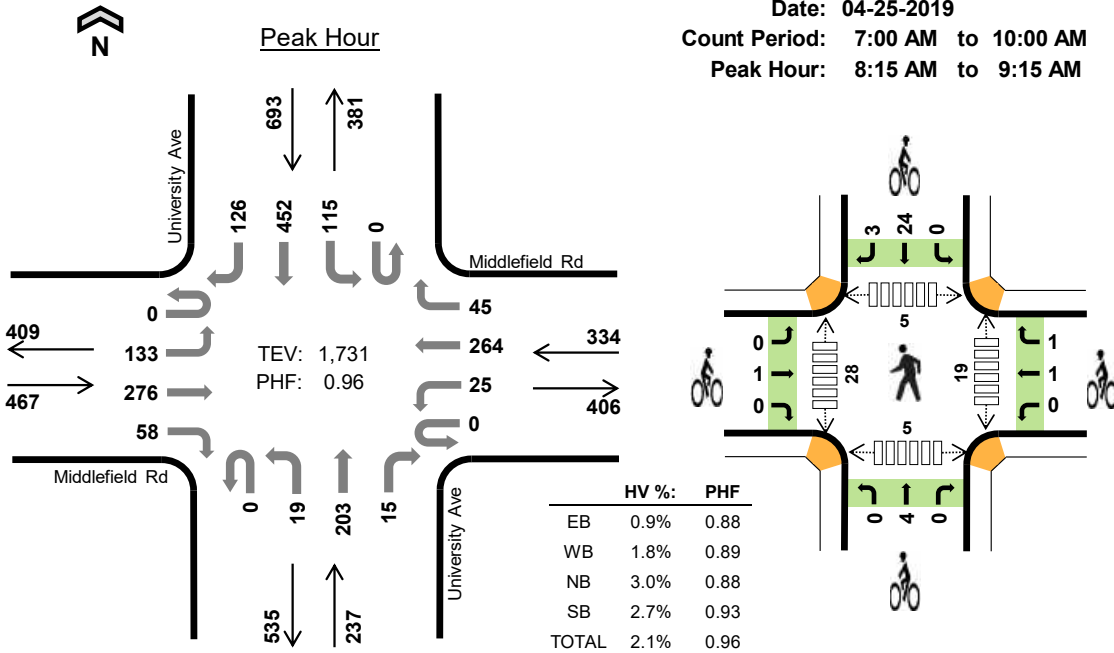 N
Peak Hour
Date: 04-25-2019
Count Period: 7:00 AM to 10:00 AM
Peak Hour: 8:15 AM to 9:15 AM
693
381
University Ave
126
452
115
0
Middlefield Rd
0
133
276
58
409
467
TEV: 1,731
PHF: 0.96
45
264
25
0
334
406
Middlefield Rd
0
19
203
15
University Ave
535
237
HV %: PHF
EB 0.9% 0.88
WB 1.8% 0.89
NB 3.0% 0.88
SB 2.7% 0.93
TOTAL 2.1% 0.96
3
24
0
5
0
1
0
28
19
1
1
0
5
0
4
0